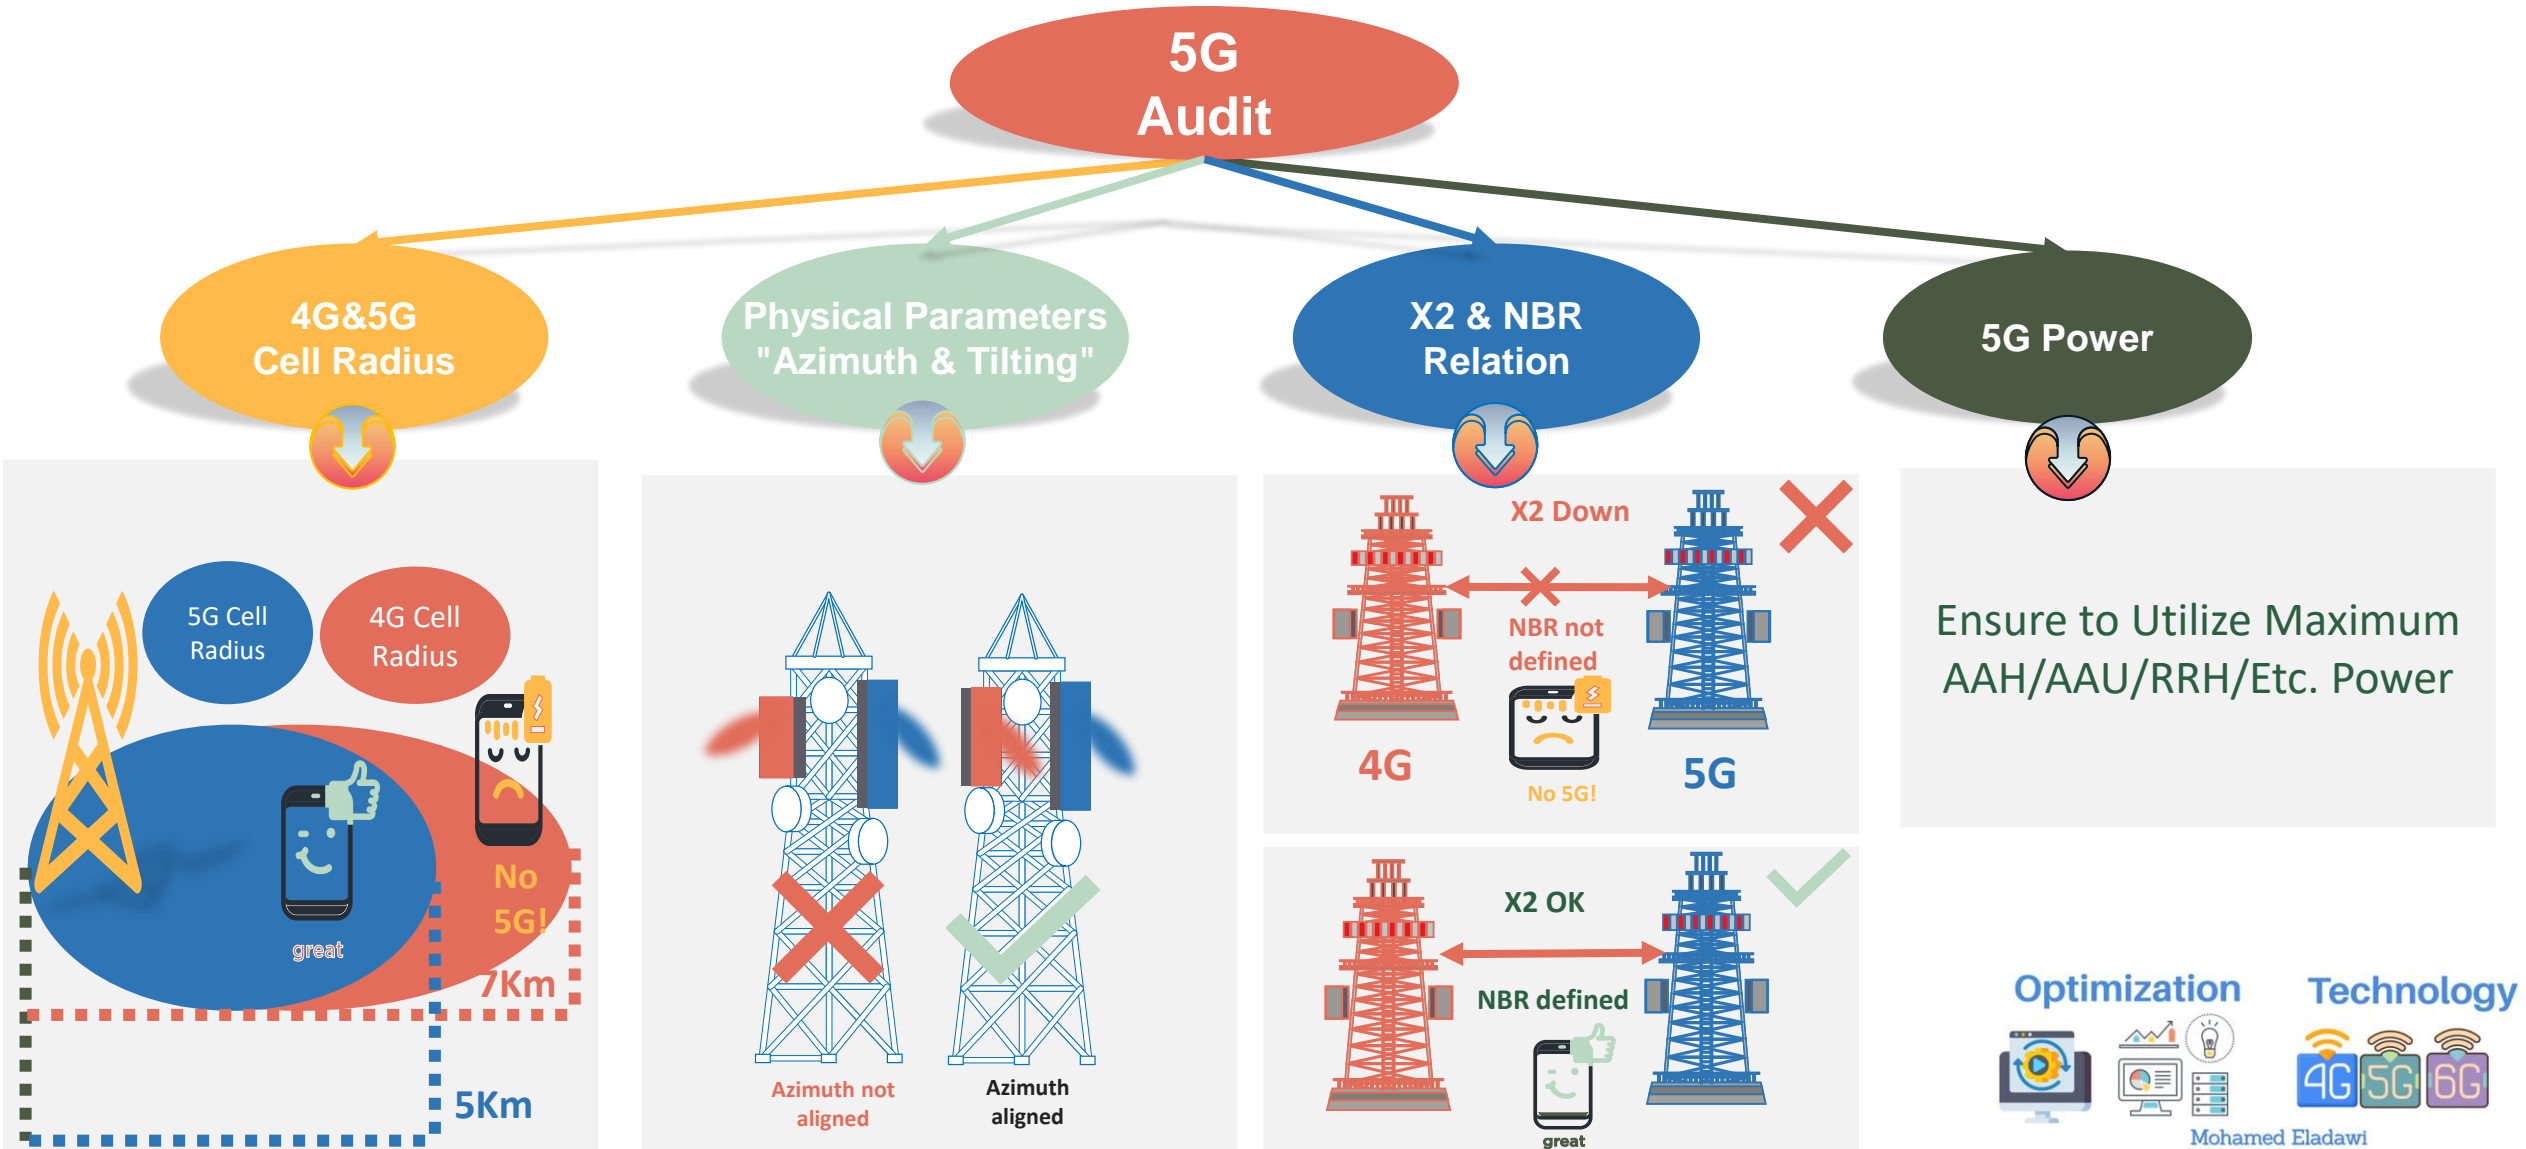 5G
Audit
4G&5G
Cell Radius
Physical Parameters
"Azimuth & Tilting"
X2 & NBR
Relation
5G Power
5G Cell
Radius
4G Cell
Radius
great
No
5G!
7Km
5Km
Azimuth not
aligned
Azimuth
aligned
X2 Down
NBR not
defined
4G
No 5G!
5G
X2 OK
NBR defined
great
Ensure to Utilize Maximum
AAH/AAU/RRH/Etc. Power
Optimization
Technology
4G 5G 6G
Mohamed Eladawi